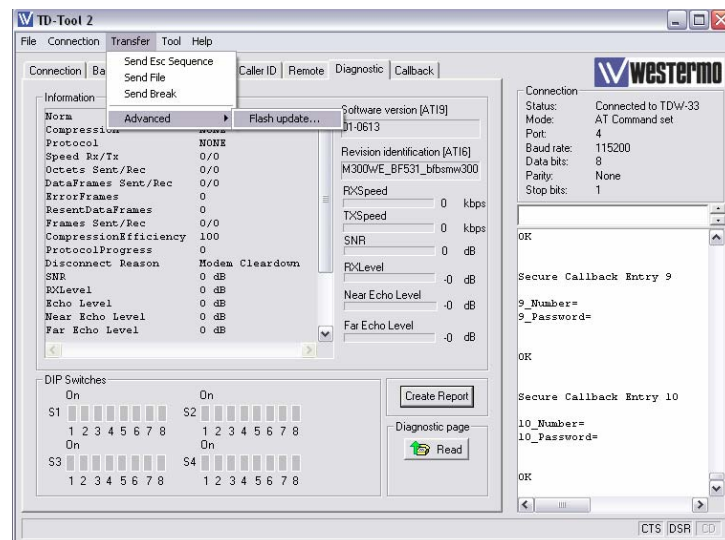 TD-Tool 2
File Connection Transfer Tool Help
Send Esc Sequence
Send File
Send Break
Advanced
Flash update...
Connection Ba Caller ID Remote Diagnostic Callback
Information
Norm
Compression NONE
Protocol NONE
Speed Rx/Tx 0/0
Octets Sent/Rec 0/0
DataFrames Sent/Rec 0/0
ErrorFrames 0
ResentDataFrames 0
Frames Sent/Rec 0/0
CompressionEfficiency 100
ProtocolProgress 0
Disconnect Reason Modem Cleardown
SNR 0 dB
RXLevel 0 dB
Echo Level 0 dB
Near Echo Level 0 dB
Far Echo Level 0 dB
Software version [ATI9]
01-0613
Revision identification [ATI6]
M300WE_BF531_bfbsmw300
RXSpeed
0 kbps
TXSpeed
0 kbps
SNR
0 dB
RXLevel
-0 dB
Near Echo Level
-0 dB
Far Echo Level
-0 dB
DIP Switches
On On
S1 S2
1 2 3 4 5 6 7 8 1 2 3 4 5 6 7 8
On On
S3 S4
1 2 3 4 5 6 7 8 1 2 3 4 5 6 7 8
Create Report
Diagnostic page
Read
Westermo
Connection
Status: Connected to TDW-33
Mode: AT Command set
Port: 4
Baud rate: 115200
Data bits: 8
Parity: None
Stop bits: 1
OK
Secure Callback Entry 9
9_Number=
9_Password=
OK
Secure Callback Entry 10
10_Number=
10_Password=
OK
CTS DSR CD